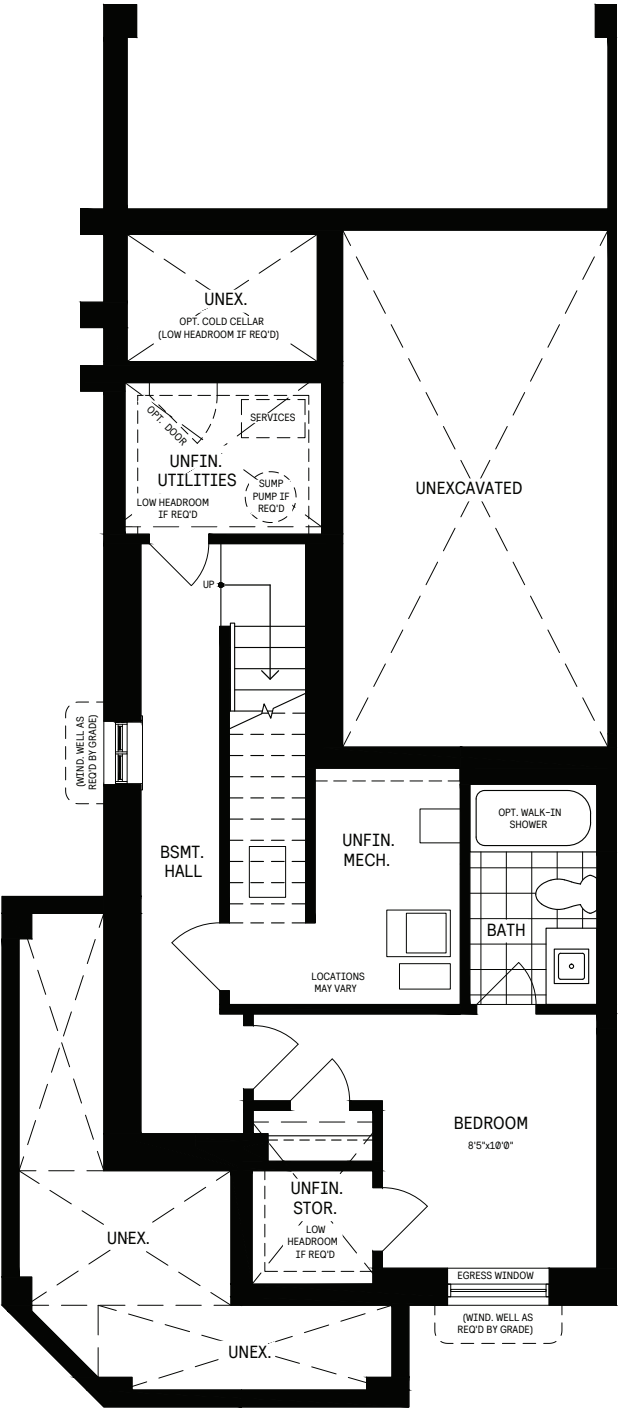 UNEX.
OPT. COLD CELLAR
(LOW HEADROOM IF REQ'D)
OPT. DOOR
SERVICES
UNFIN.
UTILITIES
SUMP
PUMP IF
REQ'D
LOW HEADROOM
IF REQ'D
UNEXCAVATED
UP
(WIND. WELL AS
REQ'D BY GRADE)
OPT. WALK-IN
SHOWER
UNFIN.
MECH.
BSMT.
HALL
BATH
LOCATIONS
MAY VARY
BEDROOM
8'5"x10'0"
UNFIN.
STOR.
LOW
HEADROOM
IF REQ'D
UNEX.
EGRESS WINDOW
(WIND. WELL AS
REQ'D BY GRADE)
UNEX.